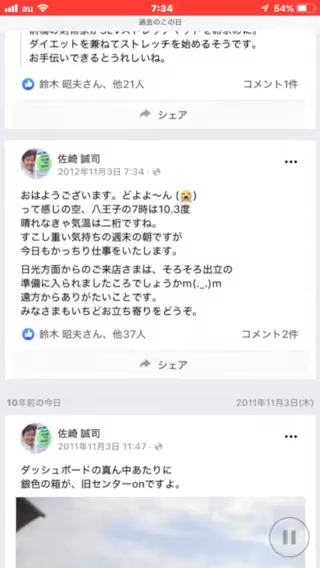 au 7:34 54%
過去のこの日
ダイエットを兼ねてストレッチを始めるそうです。
お手伝いできるとうれしいね。
鈴木 昭夫さん、他21人 コメント1件
シェア
佐崎 誠司
2012年11月3日 7:34
おはようございます。どよよ〜ん (😭)
って感じの空、八王子の7時は10.3度
晴れなきゃ気温は二桁ですね。
すこし重い気持ちの週末の朝ですが
今日もかっちり仕事をいたします。
日光方面からのご来店さまは、そろそろ出立の
準備に入られましたころでしょうかm(._.)m
遠方からありがたいことです。
みなさまもいちどお立ち寄りをどうぞ。
鈴木 昭夫さん、他37人 コメント2件
シェア
10年前の今日 2011年11月3日(木)
佐崎 誠司
2011年11月3日 11:47
ダッシュボードの真ん中あたりに
銀色の箱が、旧センターonですよ。